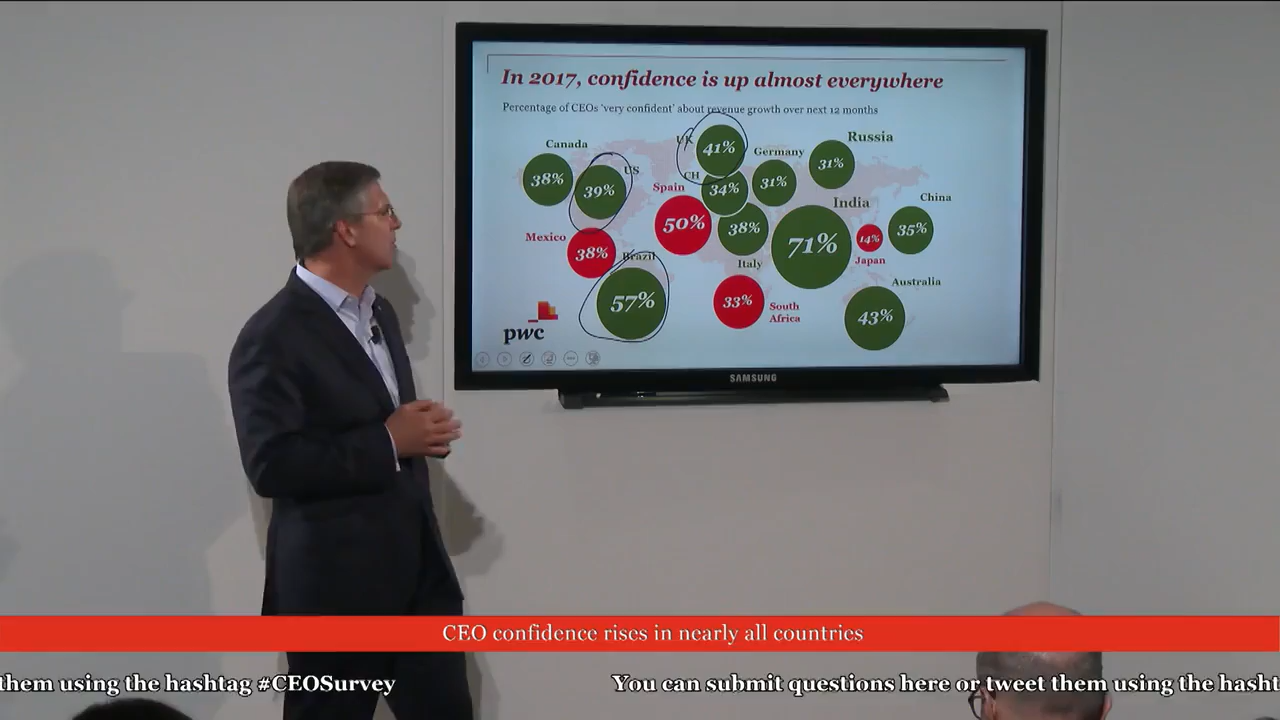 In 2017, confidence is up almost everywhere
Percentage of CEOs 'very confident' about revenue growth over next 12 months
Canada
38%
US
39%
UK
41%
CH
34%
Germany
31%
Russia
31%
Spain
50%
38%
Italy
India
71%
China
35%
14%
Japan
Mexico
38%
Brazil
57%
33%
South
Africa
Australia
43%
pwc
SAMSUNG
CEO confidence rises in nearly all countries
them using the hashtag #CEOSurvey
You can submit questions here or tweet them using the hasht